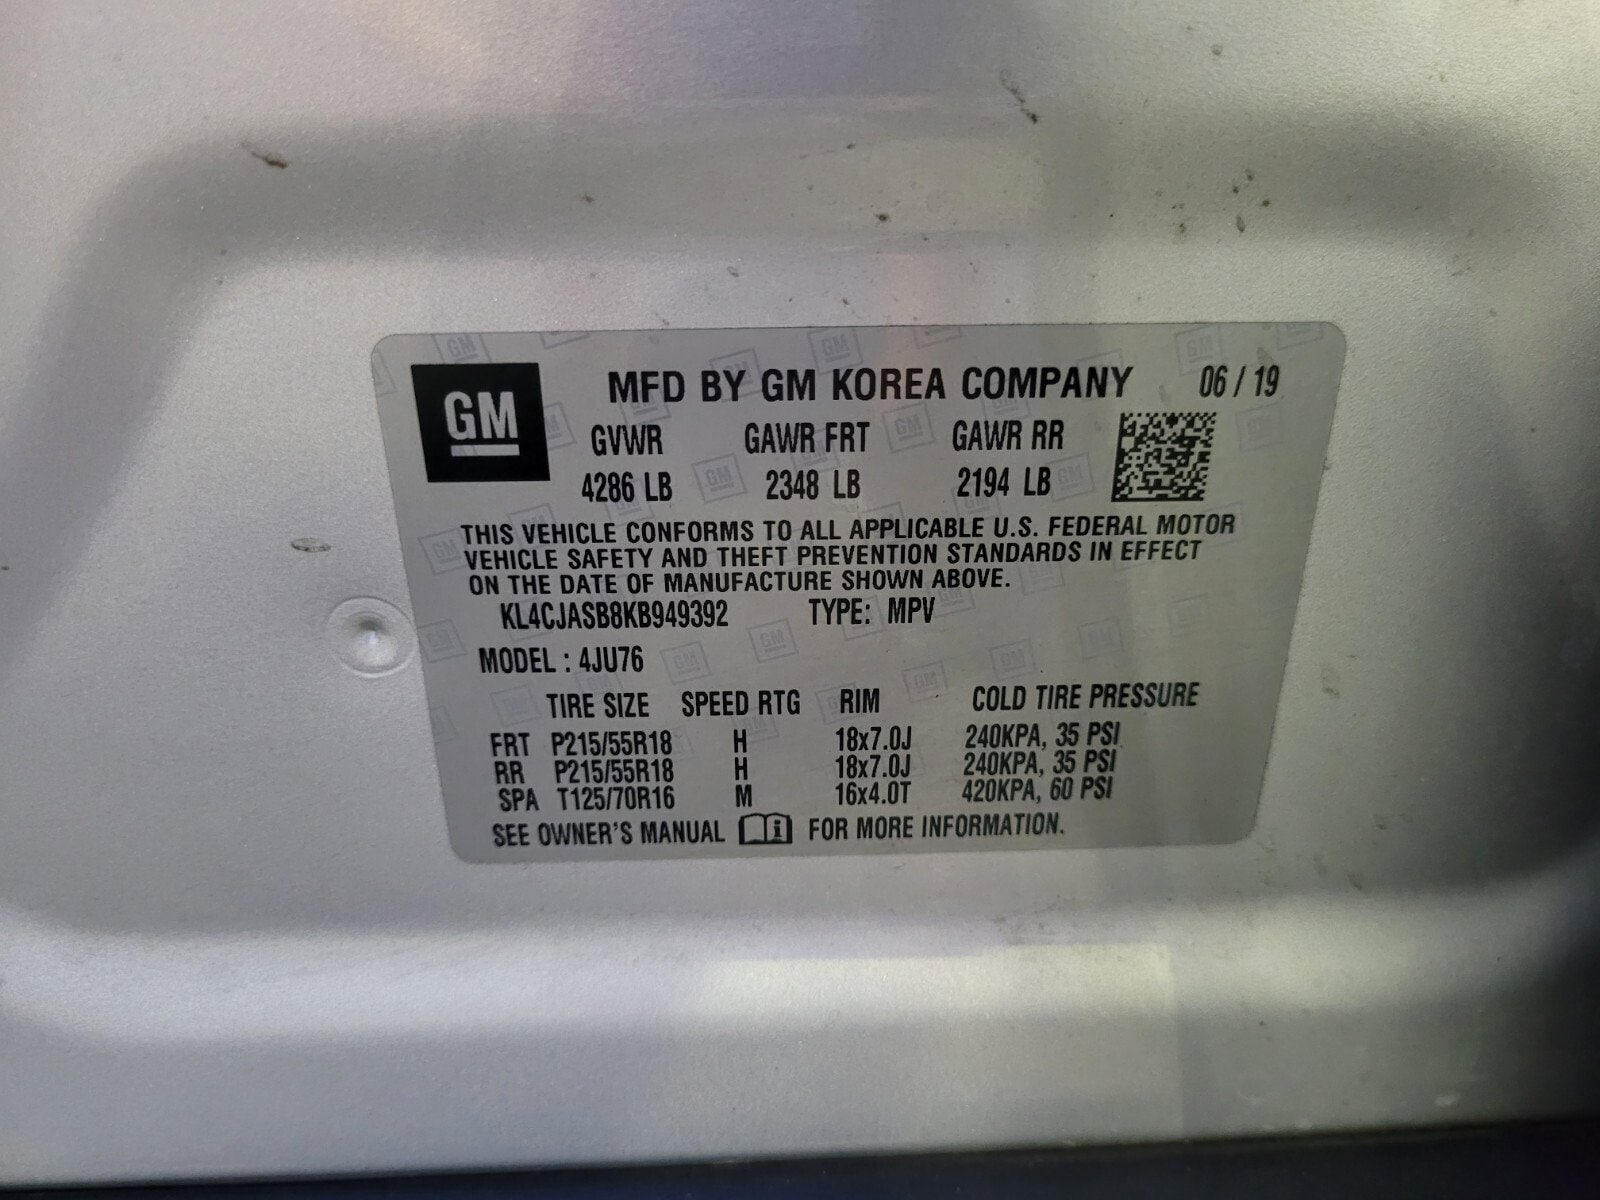 GM MFD BY GM KOREA COMPANY 06 / 19
GVWR GAWR FRT GAWR RR
4286 LB 2348 LB 2194 LB
THIS VEHICLE CONFORMS TO ALL APPLICABLE U.S. FEDERAL MOTOR
VEHICLE SAFETY AND THEFT PREVENTION STANDARDS IN EFFECT
ON THE DATE OF MANUFACTURE SHOWN ABOVE.
KL4CJASB8KB949392 TYPE: MPV
MODEL : 4JU76
TIRE SIZE SPEED RTG RIM COLD TIRE PRESSURE
FRT P215/55R18 H 18x7.0J 240KPA, 35 PSI
RR P215/55R18 H 18x7.0J 240KPA, 35 PSI
SPA T125/70R16 M 16x4.0T 420KPA, 60 PSI
SEE OWNER'S MANUAL i FOR MORE INFORMATION.